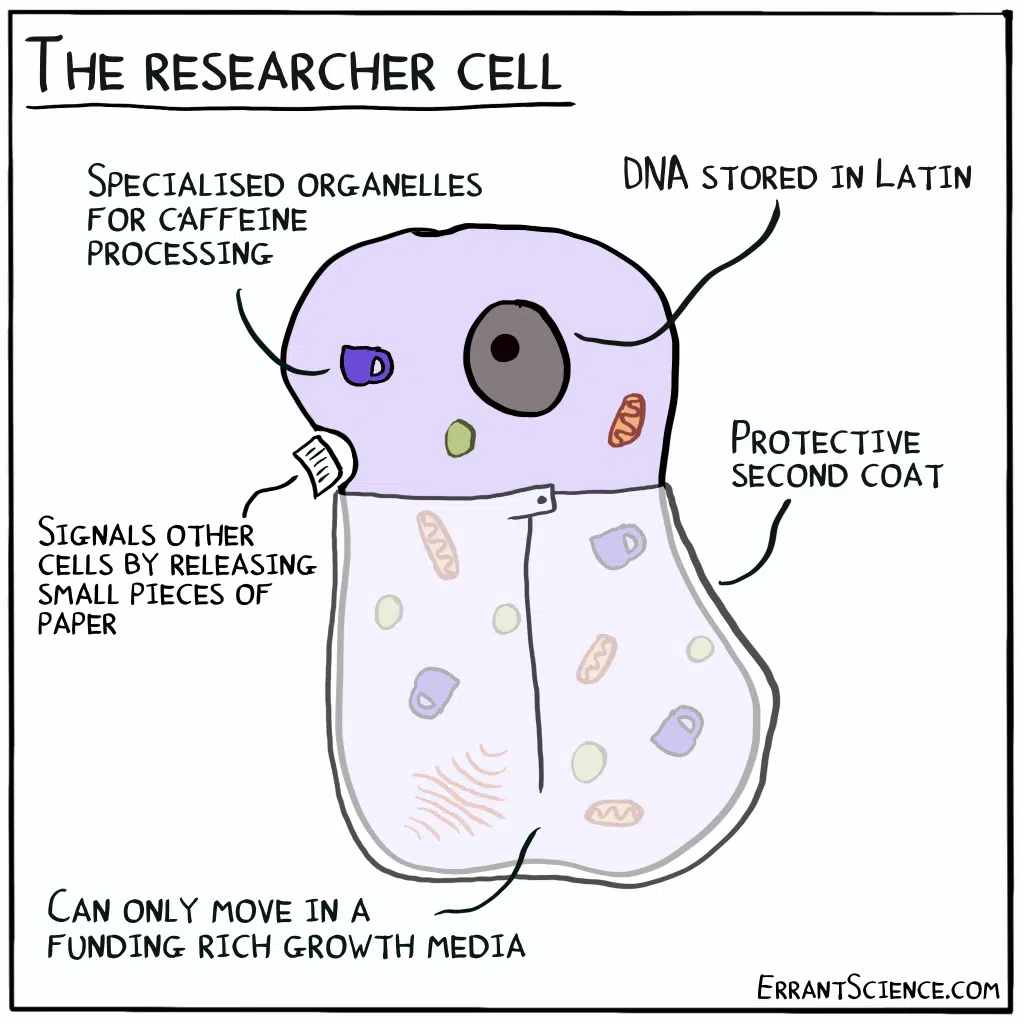 THE RESEARCHER CELL
SPECIALISED ORGANELLES
FOR CAFFEINE
PROCESSING
DNA STORED IN LATIN
PROTECTIVE
SECOND COAT
SIGNALS OTHER
CELLS BY RELEASING
SMALL PIECES OF
PAPER
CAN ONLY MOVE IN A
FUNDING RICH GROWTH MEDIA
ERRANTSCIENCE.COM